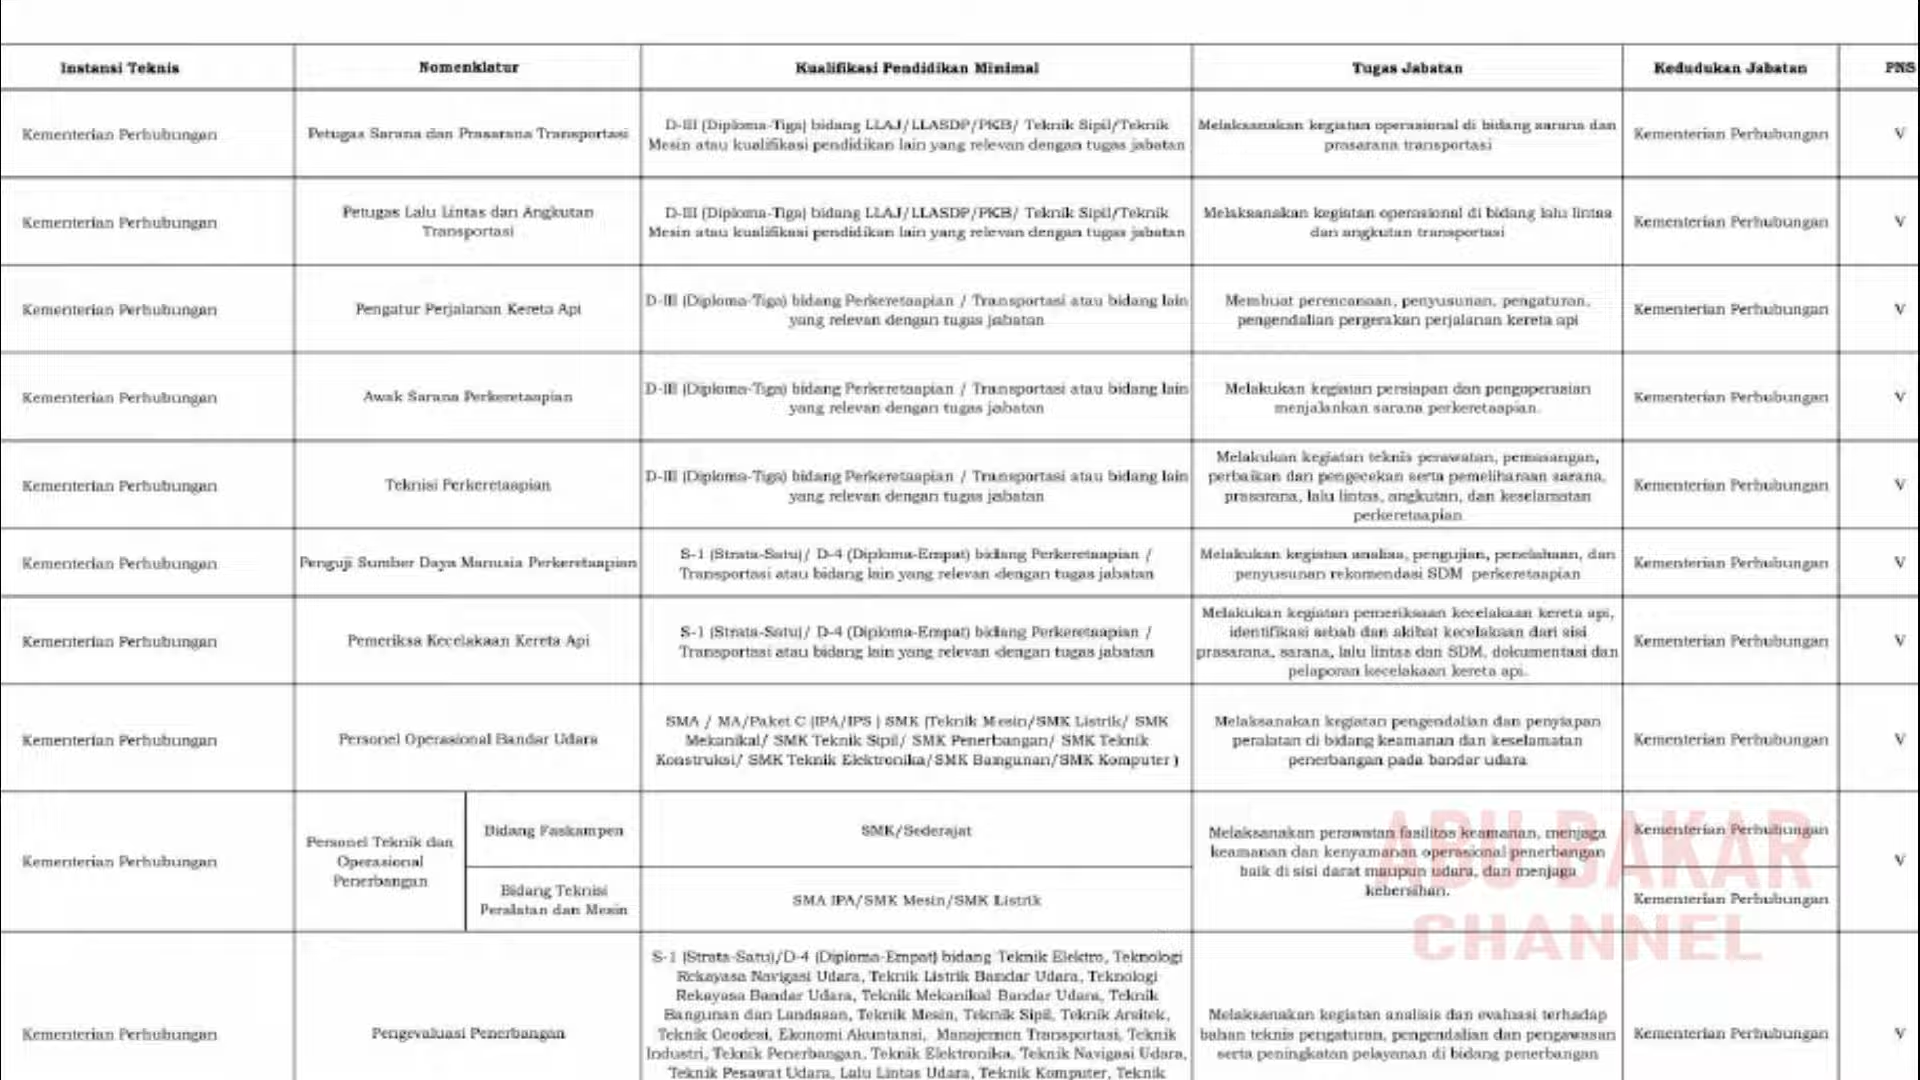 Instansi Teknis
Nomenklatur
Kualifikasi Pendidikan Minimal
Tugas Jabatan
Kedudukan Jabatan
PNS
Kementerian Perhubungan
Petugas Sarana dan Prasarana Transportasi
D-III (Diploma-Tiga) bidang LLAJ/LLASDP/PKB/ Teknik Sipil/Teknik
Mesin atau kualifikasi pendidikan lain yang relevan dengan tugas jabatan
Melaksanakan kegiatan operasional di bidang sarana dan
prasarana transportasi
Kementerian Perhubungan
V
Kementerian Perhubungan
Petugas Lalu Lintas dan Angkutan
Transportasi
D-III (Diploma-Tiga) bidang LLAJ/LLASDP/PKB/ Teknik Sipil/Teknik
Mesin atau kualifikasi pendidikan lain yang relevan dengan tugas jabatan
Melaksanakan kegiatan operasional di bidang lalu lintas
dan angkutan transportasi
Kementerian Perhubungan
V
Kementerian Perhubungan
Pengatur Perjalanan Kereta Api
D-III (Diploma-Tiga) bidang Perkeretaapian / Transportasi atau bidang lain
yang relevan dengan tugas jabatan
Membuat perencanaan, penyusunan, pengaturan,
pengendalian pergerakan perjalanan kereta api
Kementerian Perhubungan
V
Kementerian Perhubungan
Awak Sarana Perkeretaapian
D-III (Diploma-Tiga) bidang Perkeretaapian / Transportasi atau bidang lain
yang relevan dengan tugas jabatan
Melakukan kegiatan persiapan dan pengoperasian
menjalankan sarana perkeretaapian.
Kementerian Perhubungan
V
Kementerian Perhubungan
Teknisi Perkeretaapian
D-III (Diploma-Tiga) bidang Perkeretaapian / Transportasi atau bidang lain
yang relevan dengan tugas jabatan
Melakukan kegiatan teknis perawatan, pemasangan,
perbaikan dan pengecekan serta pemeliharaan sarana,
prasarana, lalu lintas, angkutan, dan keselamatan
perkeretaapian
Kementerian Perhubungan
V
Kementerian Perhubungan
Penguji Sumber Daya Manusia Perkeretaapian
S-1 (Strata-Satu)/ D-4 (Diploma-Empat) bidang Perkeretaapian /
Transportasi atau bidang lain yang relevan dengan tugas jabatan
Melakukan kegiatan analisa, pengujian, penelahaan, dan
penyusunan rekomendasi SDM perkeretaapian
Kementerian Perhubungan
V
Kementerian Perhubungan
Pemeriksa Kecelakaan Kereta Api
S-1 (Strata-Satu)/ D-4 (Diploma-Empat) bidang Perkeretaapian /
Transportasi atau bidang lain yang relevan dengan tugas jabatan
Melakukan kegiatan pemeriksaan kecelakaan kereta api,
identifikasi sebab dan akibat kecelakaan dari sisi
prasarana, sarana, lalu lintas dan SDM, dokumentasi dan
pelaporan kecelakaan kereta api.
Kementerian Perhubungan
V
Kementerian Perhubungan
Personel Operasional Bandar Udara
SMA / MA/Paket C (IPA/IPS ) SMK (Teknik Mesin/SMK Listrik/ SMK
Mekanikal/ SMK Teknik Sipil/ SMK Penerbangan/ SMK Teknik
Konstruksi/ SMK Teknik Elektronika/SMK Bangunan/SMK Komputer )
Melaksanakan kegiatan pengendalian dan penyiapan
peralatan di bidang keamanan dan keselamatan
penerbangan pada bandar udara
Kementerian Perhubungan
V
Kementerian Perhubungan
Personel Teknik dan
Operasional
Penerbangan
Bidang Faskampen
SMK/Sederajat
Bidang Teknisi
Peralatan dan Mesin
SMA IPA/SMK Mesin/SMK Listrik
Melaksanakan perawatan fasilitas keamanan, menjaga
keamanan dan kenyamanan operasional penerbangan
baik di sisi darat maupun udara, dan menjaga
kebersihan.
Kementerian Perhubungan
Kementerian Perhubungan
V
ABU BAKAR
CHANNEL
Kementerian Perhubungan
Pengevaluasi Penerbangan
S-1 (Strata-Satu)/D-4 (Diploma-Empat) bidang Teknik Elektro, Teknologi
Rekayasa Navigasi Udara, Teknik Listrik Bandar Udara, Teknologi
Rekayasa Bandar Udara, Teknik Mekanikal Bandar Udara, Teknik
Bangunan dan Landasan, Teknik Mesin, Teknik Sipil, Teknik Arsitek,
Teknik Geodesi, Ekonomi Akuntansi, Manajemen Transportasi, Teknik
Industri, Teknik Penerbangan, Teknik Elektronika, Teknik Navigasi Udara,
Teknik Pesawat Udara, Lalu Lintas Udara, Teknik Komputer, Teknik
Melaksanakan kegiatan analisis dan evaluasi terhadap
bahan teknis pengaturan, pengendalian dan pengawasan
serta peningkatan pelayanan di bidang penerbangan
Kementerian Perhubungan
V